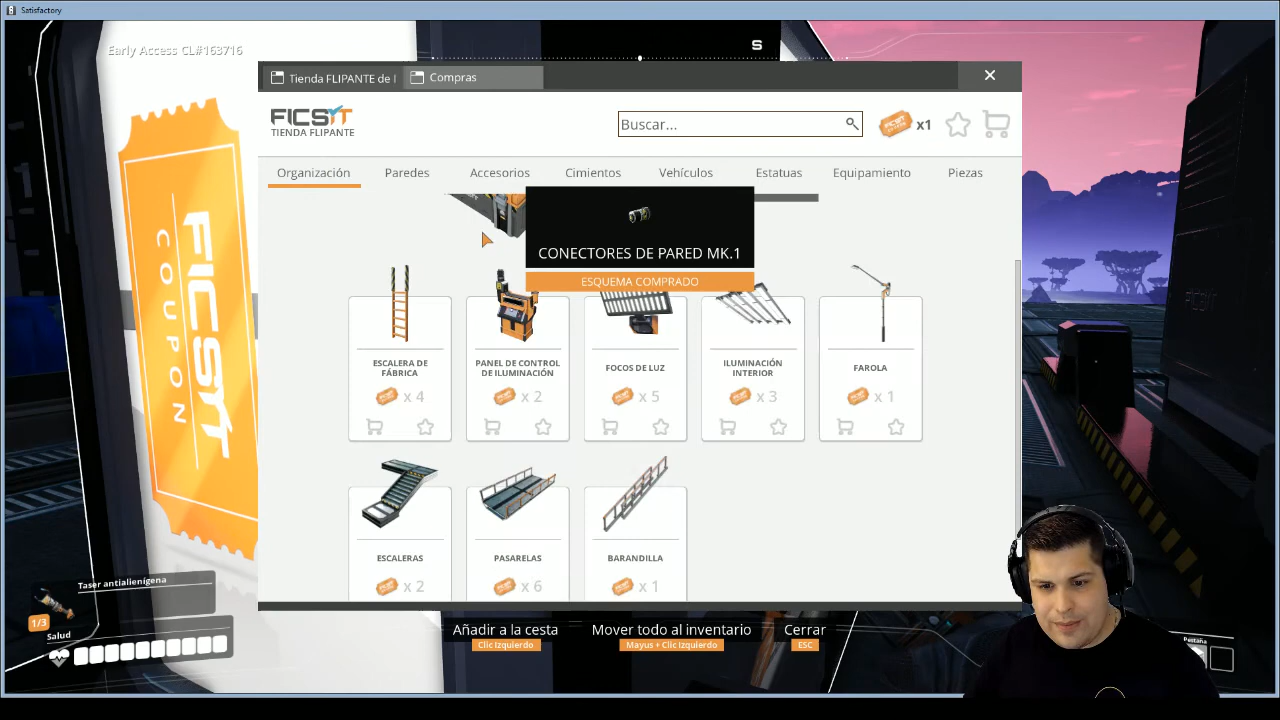 Satisfactory
Early Access CL#163716
S
Tienda FLIPANTE de l
Compras
FICSIT
TIENDA FLIPANTE
Buscar...
x1
Organización
Paredes
Accesorios
Cimientos
Vehículos
Estatuas
Equipamiento
Piezas
CONECTORES DE PARED MK.1
ESQUEMA COMPRADO
ESCALERA DE
FÁBRICA
x 4
PANEL DE CONTROL
DE ILUMINACIÓN
x 2
FOCOS DE LUZ
x 5
ILUMINACIÓN
INTERIOR
x 3
FAROLA
x 1
ESCALERAS
x 2
PASARELAS
x 6
BARANDILLA
x 1
FICSIT
COUPON
Taser antialienígena
1/3
Salud
Añadir a la cesta
Clic Izquierdo
Mover todo al inventario
Mayus + Clic Izquierdo
Cerrar
ESC
Pestaña